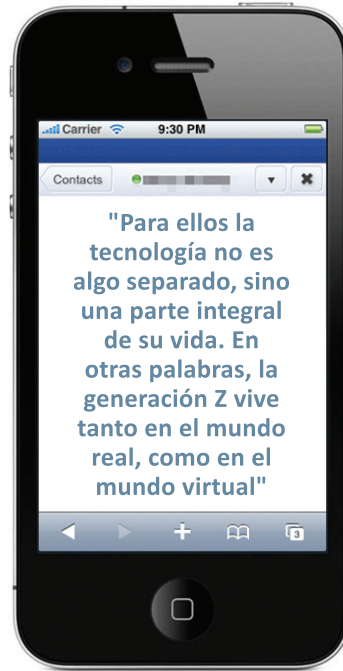 Carrier
9:30 PM
Contacts
"Para ellos la
tecnología no es
algo separado, sino
una parte integral
de su vida. En
otras palabras, la
generación Z vive
tanto en el mundo
real, como en el
mundo virtual"
3